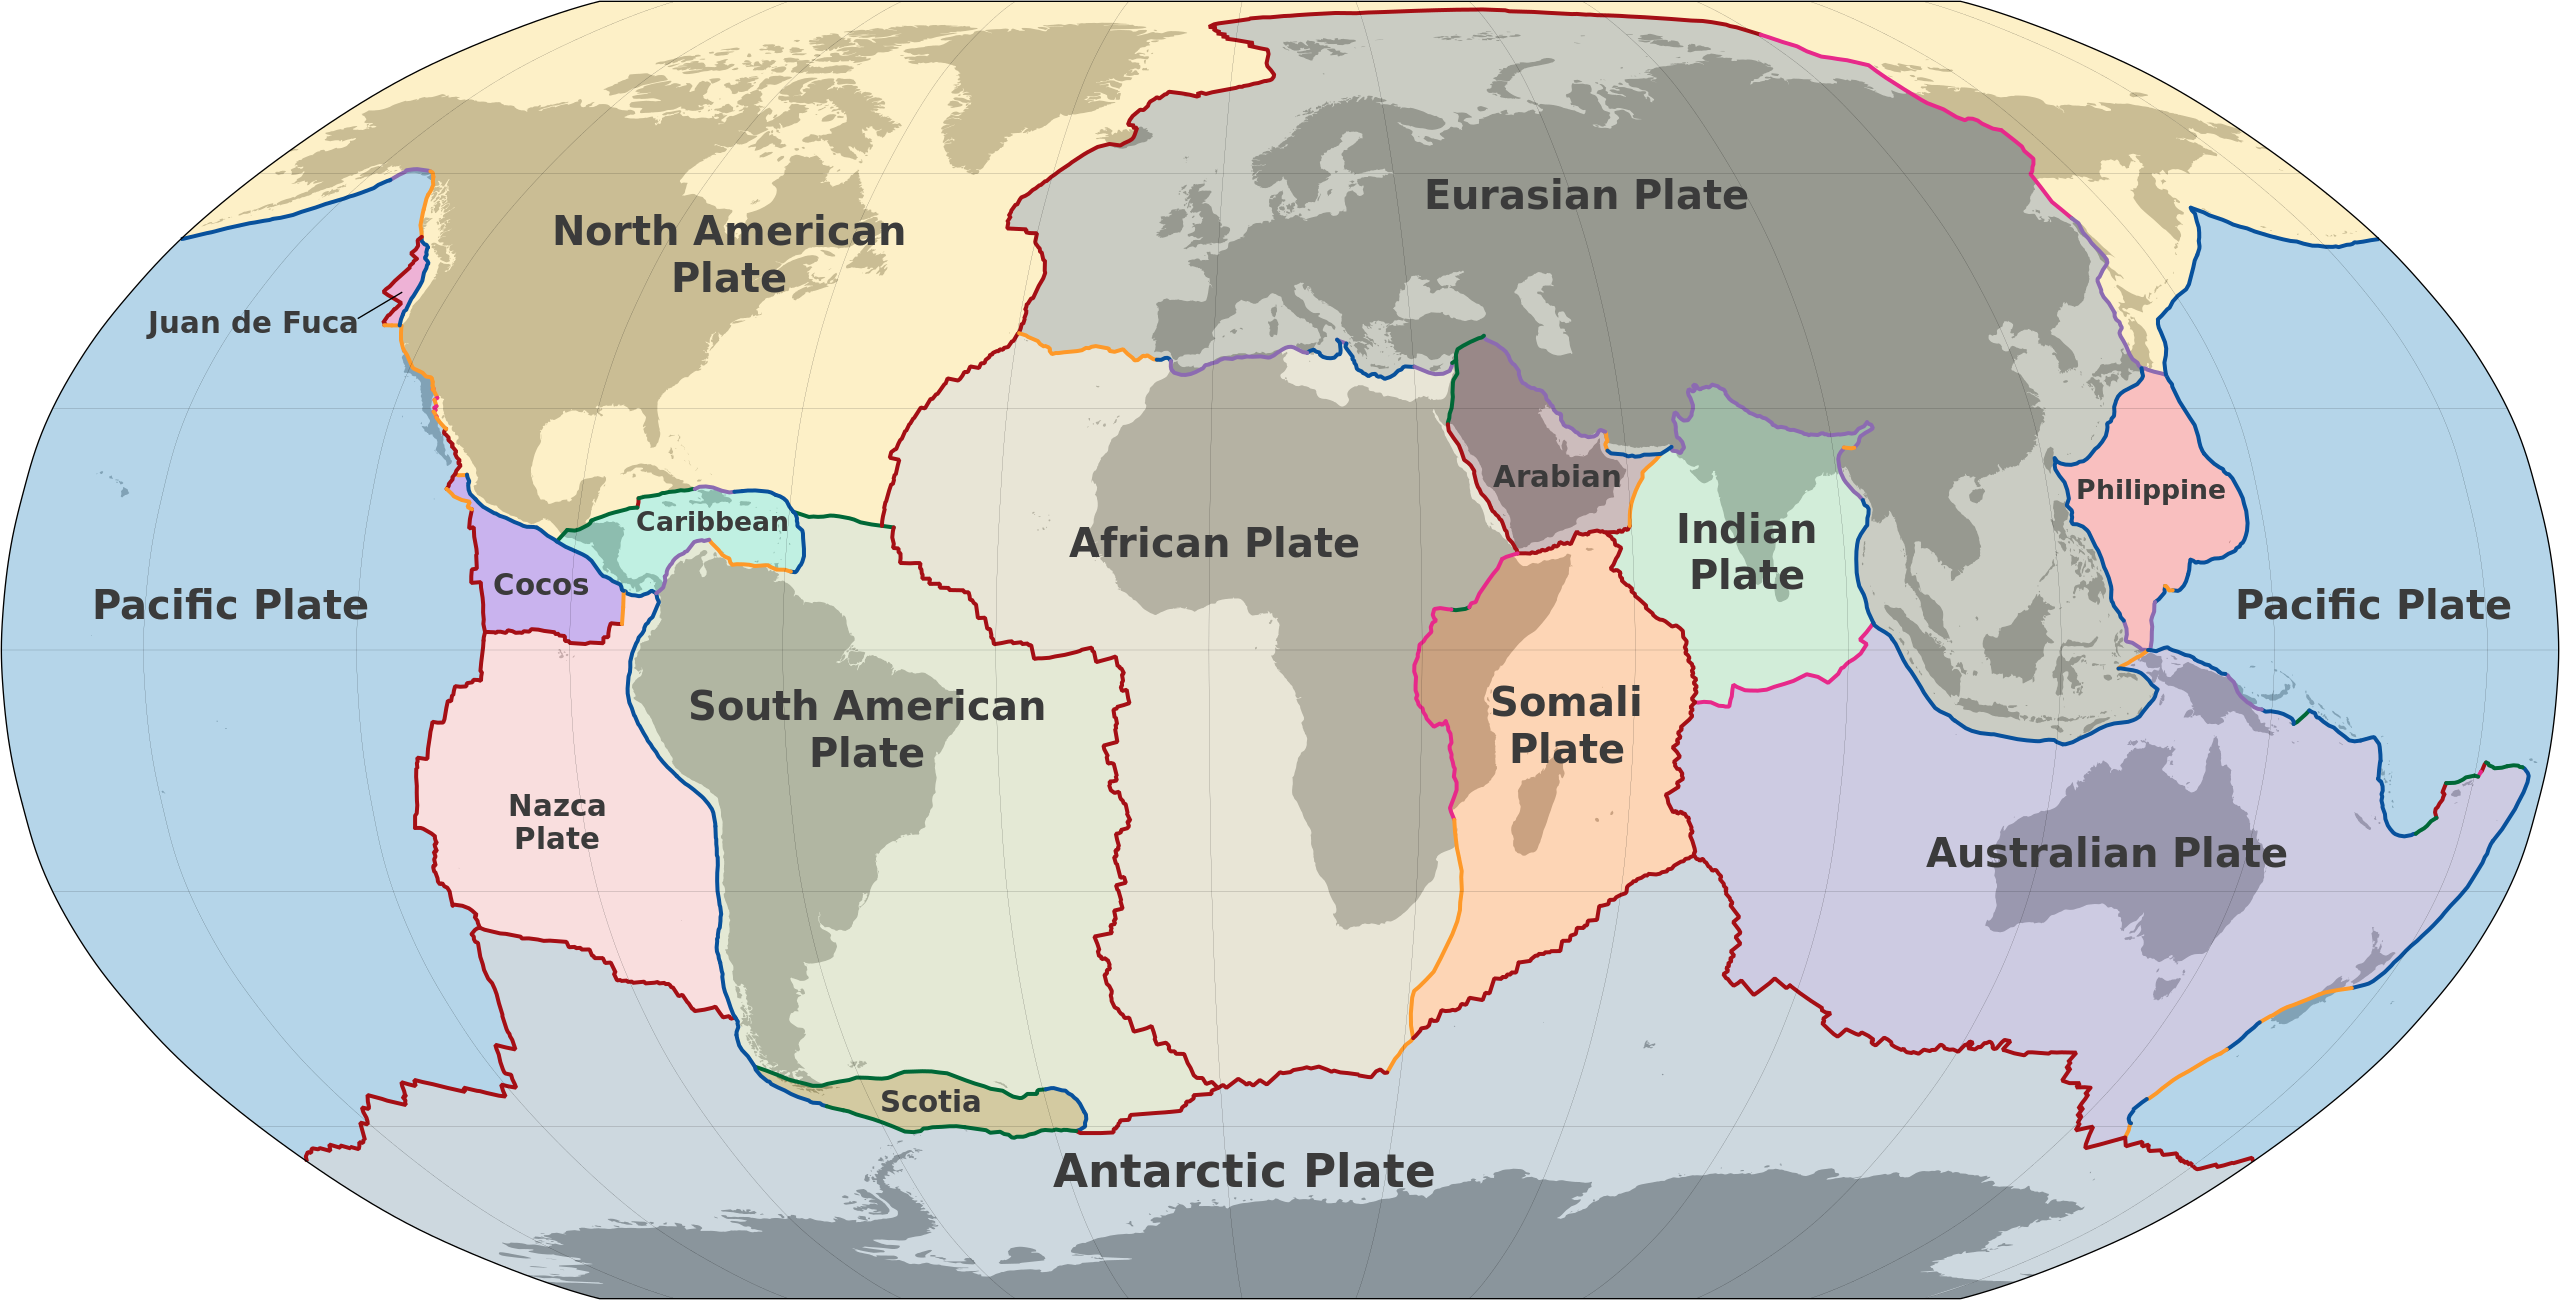 North American
Plate
Eurasian Plate
Juan de Fuca
Caribbean
Arabian
Philippine
Cocos
African Plate
Indian
Plate
Pacific Plate
Pacific Plate
South American
Plate
Somali
Plate
Nazca
Plate
Australian Plate
Scotia
Antarctic Plate